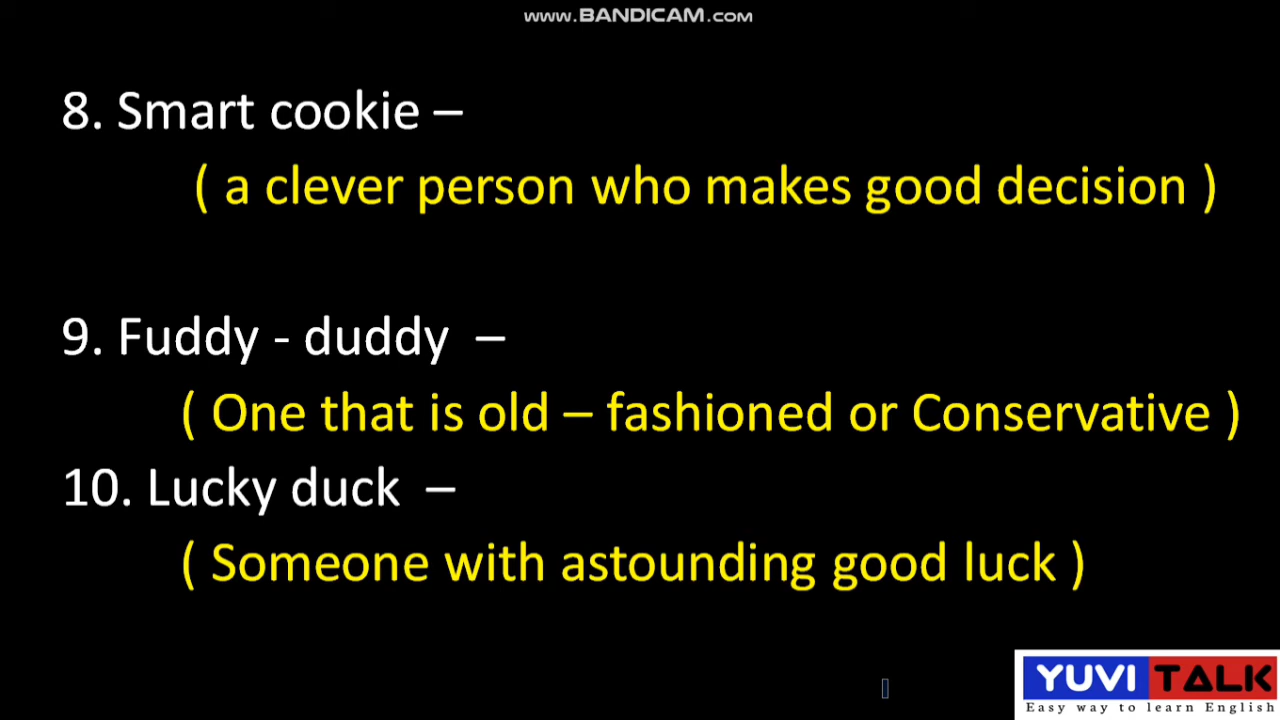 www.BANDICAM.com
8. Smart cookie –
( a clever person who makes good decision )
9. Fuddy - duddy –
( One that is old – fashioned or Conservative )
10. Lucky duck –
( Someone with astounding good luck )
YUVI TALK
Easy way to learn English